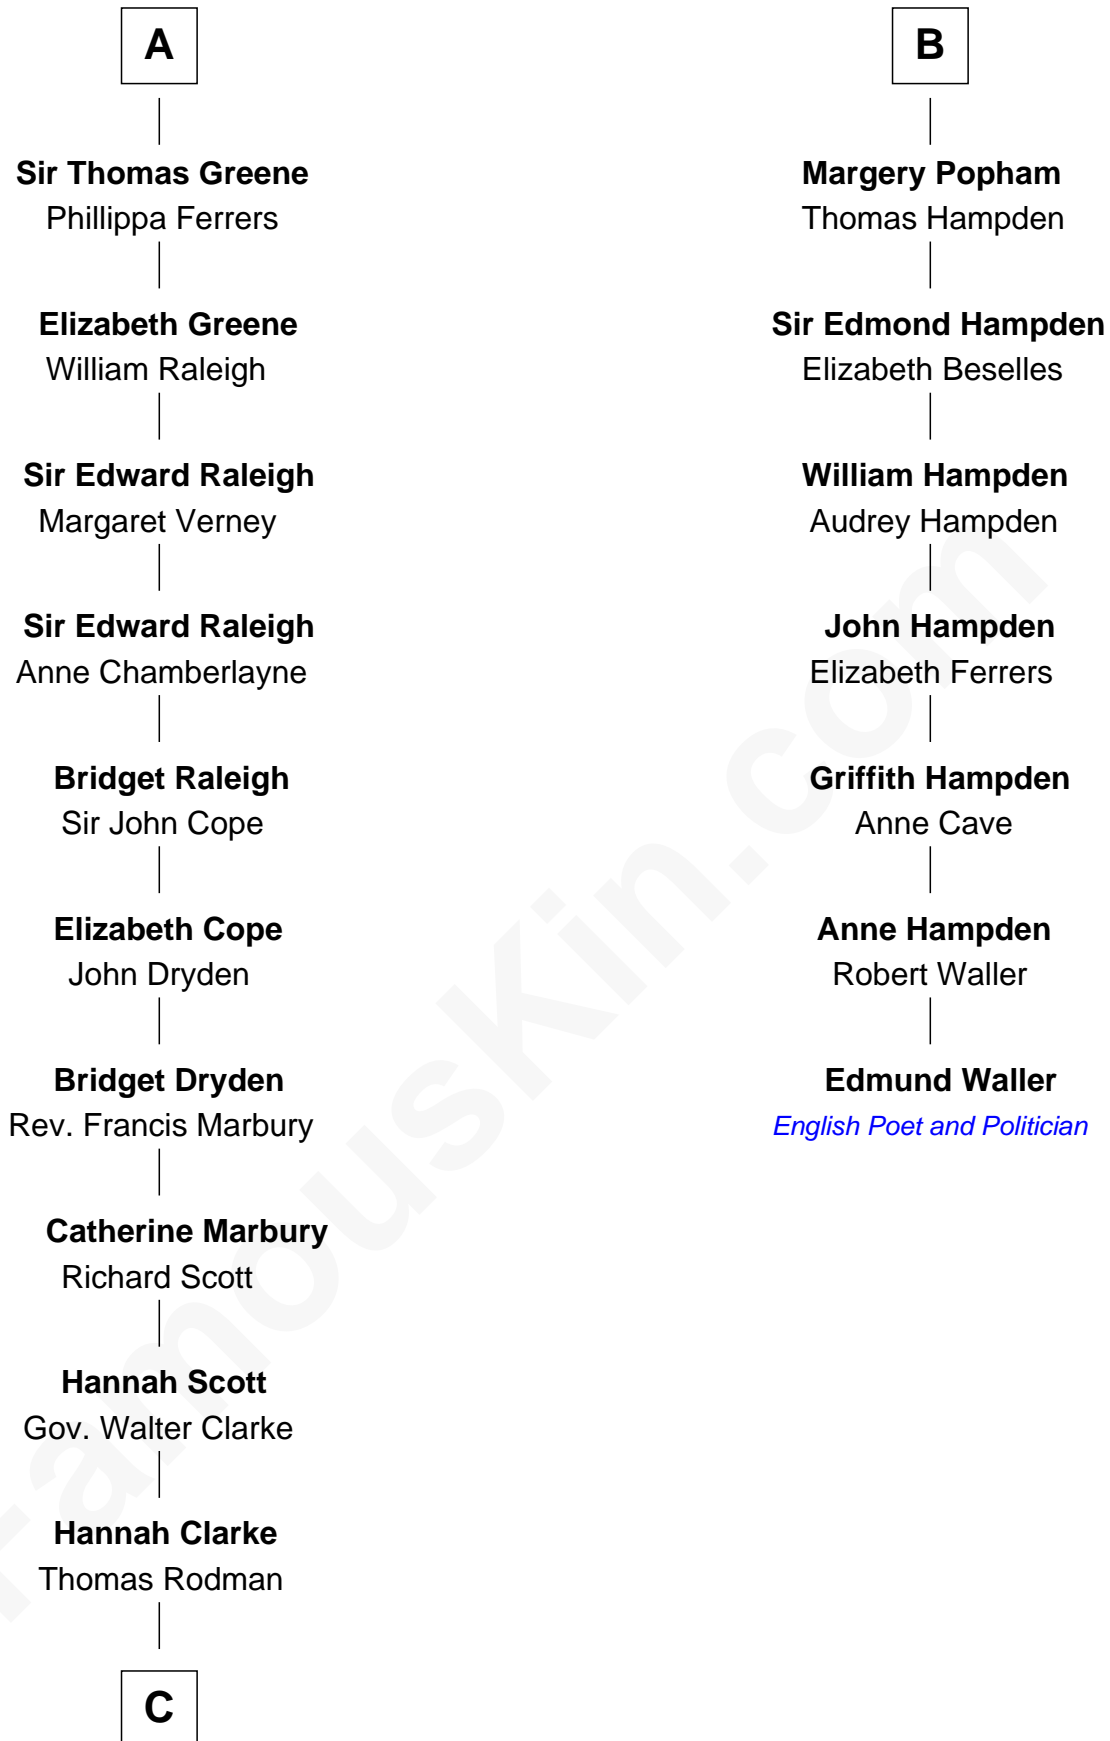 A
Sir Thomas Greene
Phillippa Ferrers
Elizabeth Greene
William Raleigh
Sir Edward Raleigh
Margaret Verney
Sir Edward Raleigh
Anne Chamberlayne
Bridget Raleigh
Sir John Cope
Elizabeth Cope
John Dryden
Bridget Dryden
Rev. Francis Marbury
Catherine Marbury
Richard Scott
Hannah Scott
Gov. Walter Clarke
Hannah Clarke
Thomas Rodman
C
B
Margery Popham
Thomas Hampden
Sir Edmond Hampden
Elizabeth Beselles
William Hampden
Audrey Hampden
John Hampden
Elizabeth Ferrers
Griffith Hampden
Anne Cave
Anne Hampden
Robert Waller
Edmund Waller
English Poet and Politician
FamousKin.com